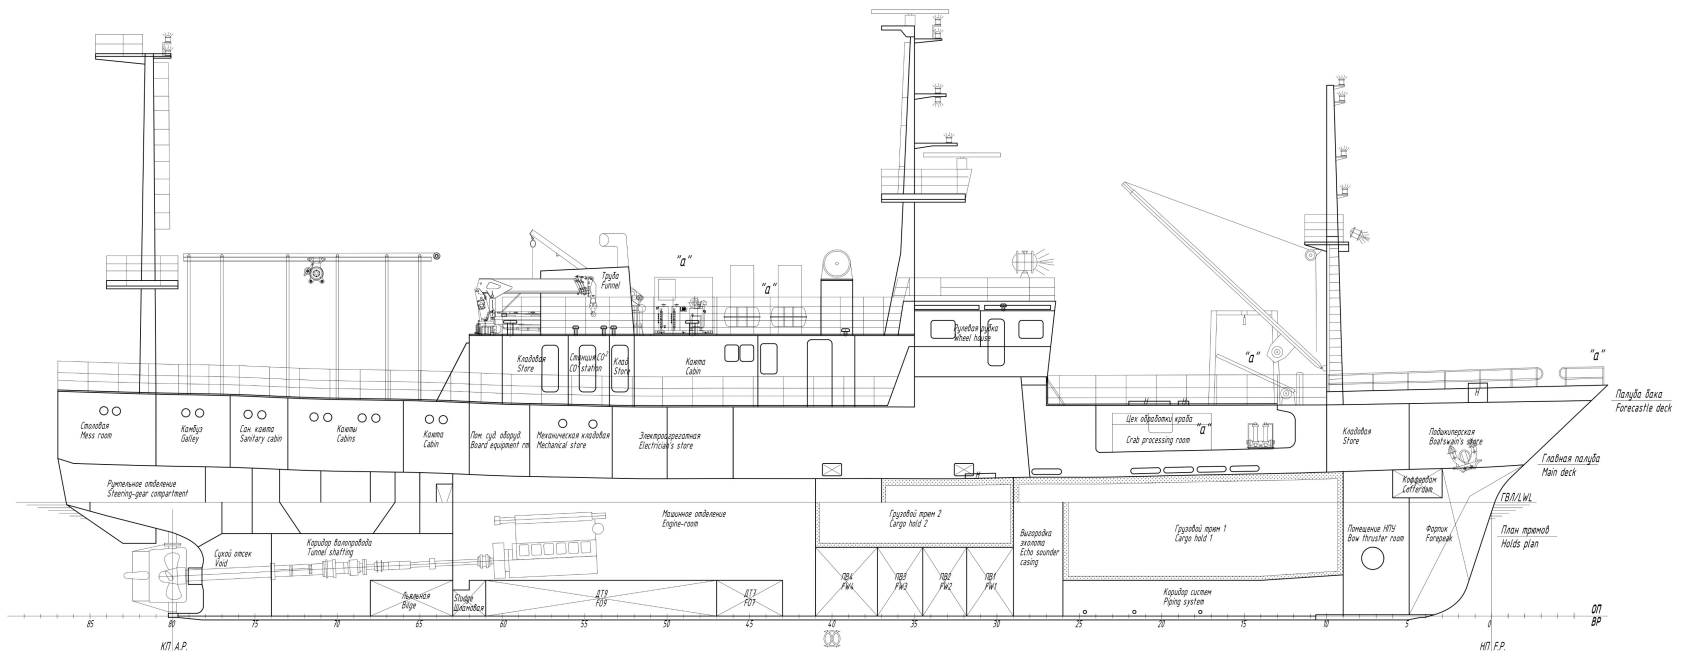 "а"
"а"
Труба
Funnel
Рулевая рубка
Wheel house
Кладовая
Store
Станция CO²
CO² station
Клад.
Store
Каюта
Cabin
"а"
"а"
Палуба бака
Forecastle deck
Столовая
Mess room
Камбуз
Galley
Сан. каюта
Sanitary cabin
Каюты
Cabins
Каюта
Cabin
Пом. суд. оборуд.
Board equipment rm
Механическая кладовая
Mechanical store
Электроагрегатная
Electrician's store
H
H
H
H
Цех обработки краба
"а"
Crab processing room
Кладовая
Store
Подшкиперская
Boatswain's store
Главная палуба
Main deck
Румпельное отделение
Steering-gear compartment
Коффердам
Cofferdam
ГВЛ/LWL
Машинное отделение
Engine-room
Грузовой трюм 2
Cargo hold 2
Выгородка
эхолота
Echo sounder
casing
Грузовой трюм 1
Cargo hold 1
Помещение НПУ
Bow thruster room
Форпик
Forepeak
План трюмов
Holds plan
Сухой отсек
Void
Коридор валопровода
Tunnel shafting
ПВ4
FW4
ПВ3
FW3
ПВ2
FW2
ПВ1
FW1
Льяльная
Bilge
Sludge
Шламовая
ДТ9
FO9
ДТ7
FO7
Коридор систем
Piping system
ОП
BP
85 80 75 70 65 60 55 50 45 40 35 30 25 20 15 10 5 0
КП A.P.
НП F.P.